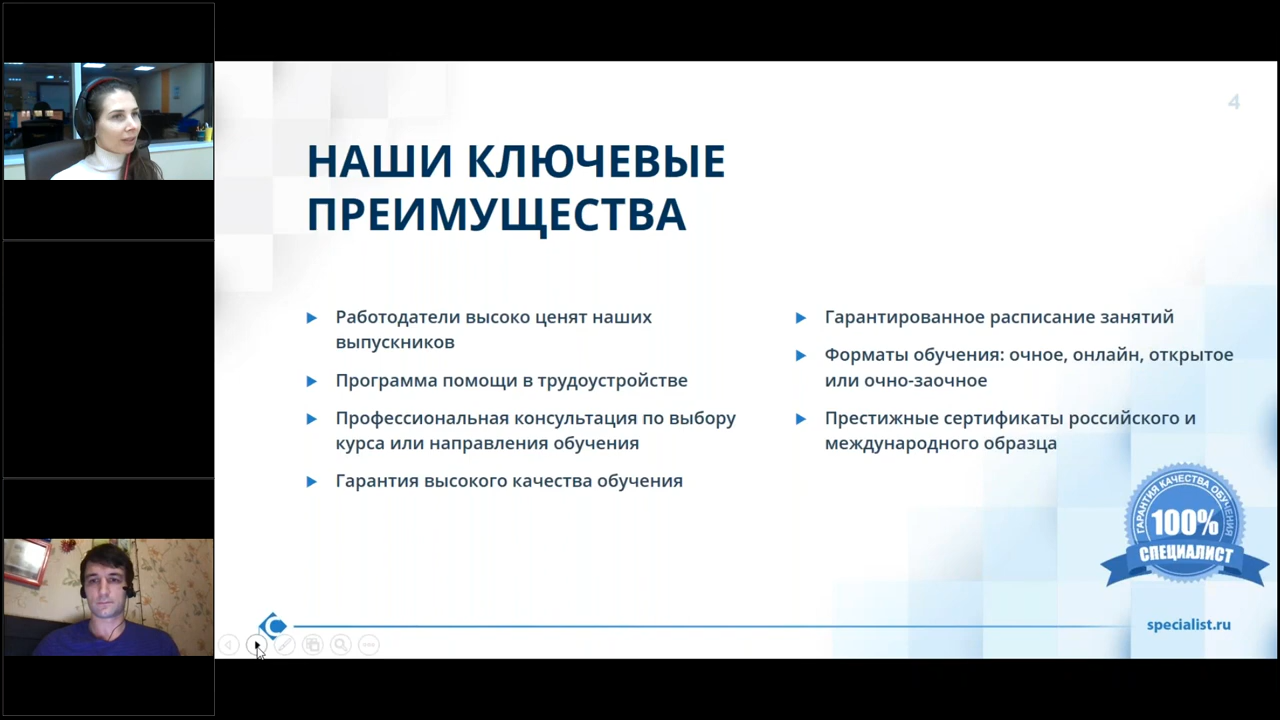 4
НАШИ КЛЮЧЕВЫЕ
ПРЕИМУЩЕСТВА
Работодатели высоко ценят наших
выпускников
Программа помощи в трудоустройстве
Профессиональная консультация по выбору
курса или направления обучения
Гарантия высокого качества обучения
Гарантированное расписание занятий
Форматы обучения: очное, онлайн, открытое
или очно-заочное
Престижные сертификаты российского и
международного образца
ГАРАНТИЯ КАЧЕСТВА ОБУЧЕНИЯ
100%
СПЕЦИАЛИСТ
specialist.ru